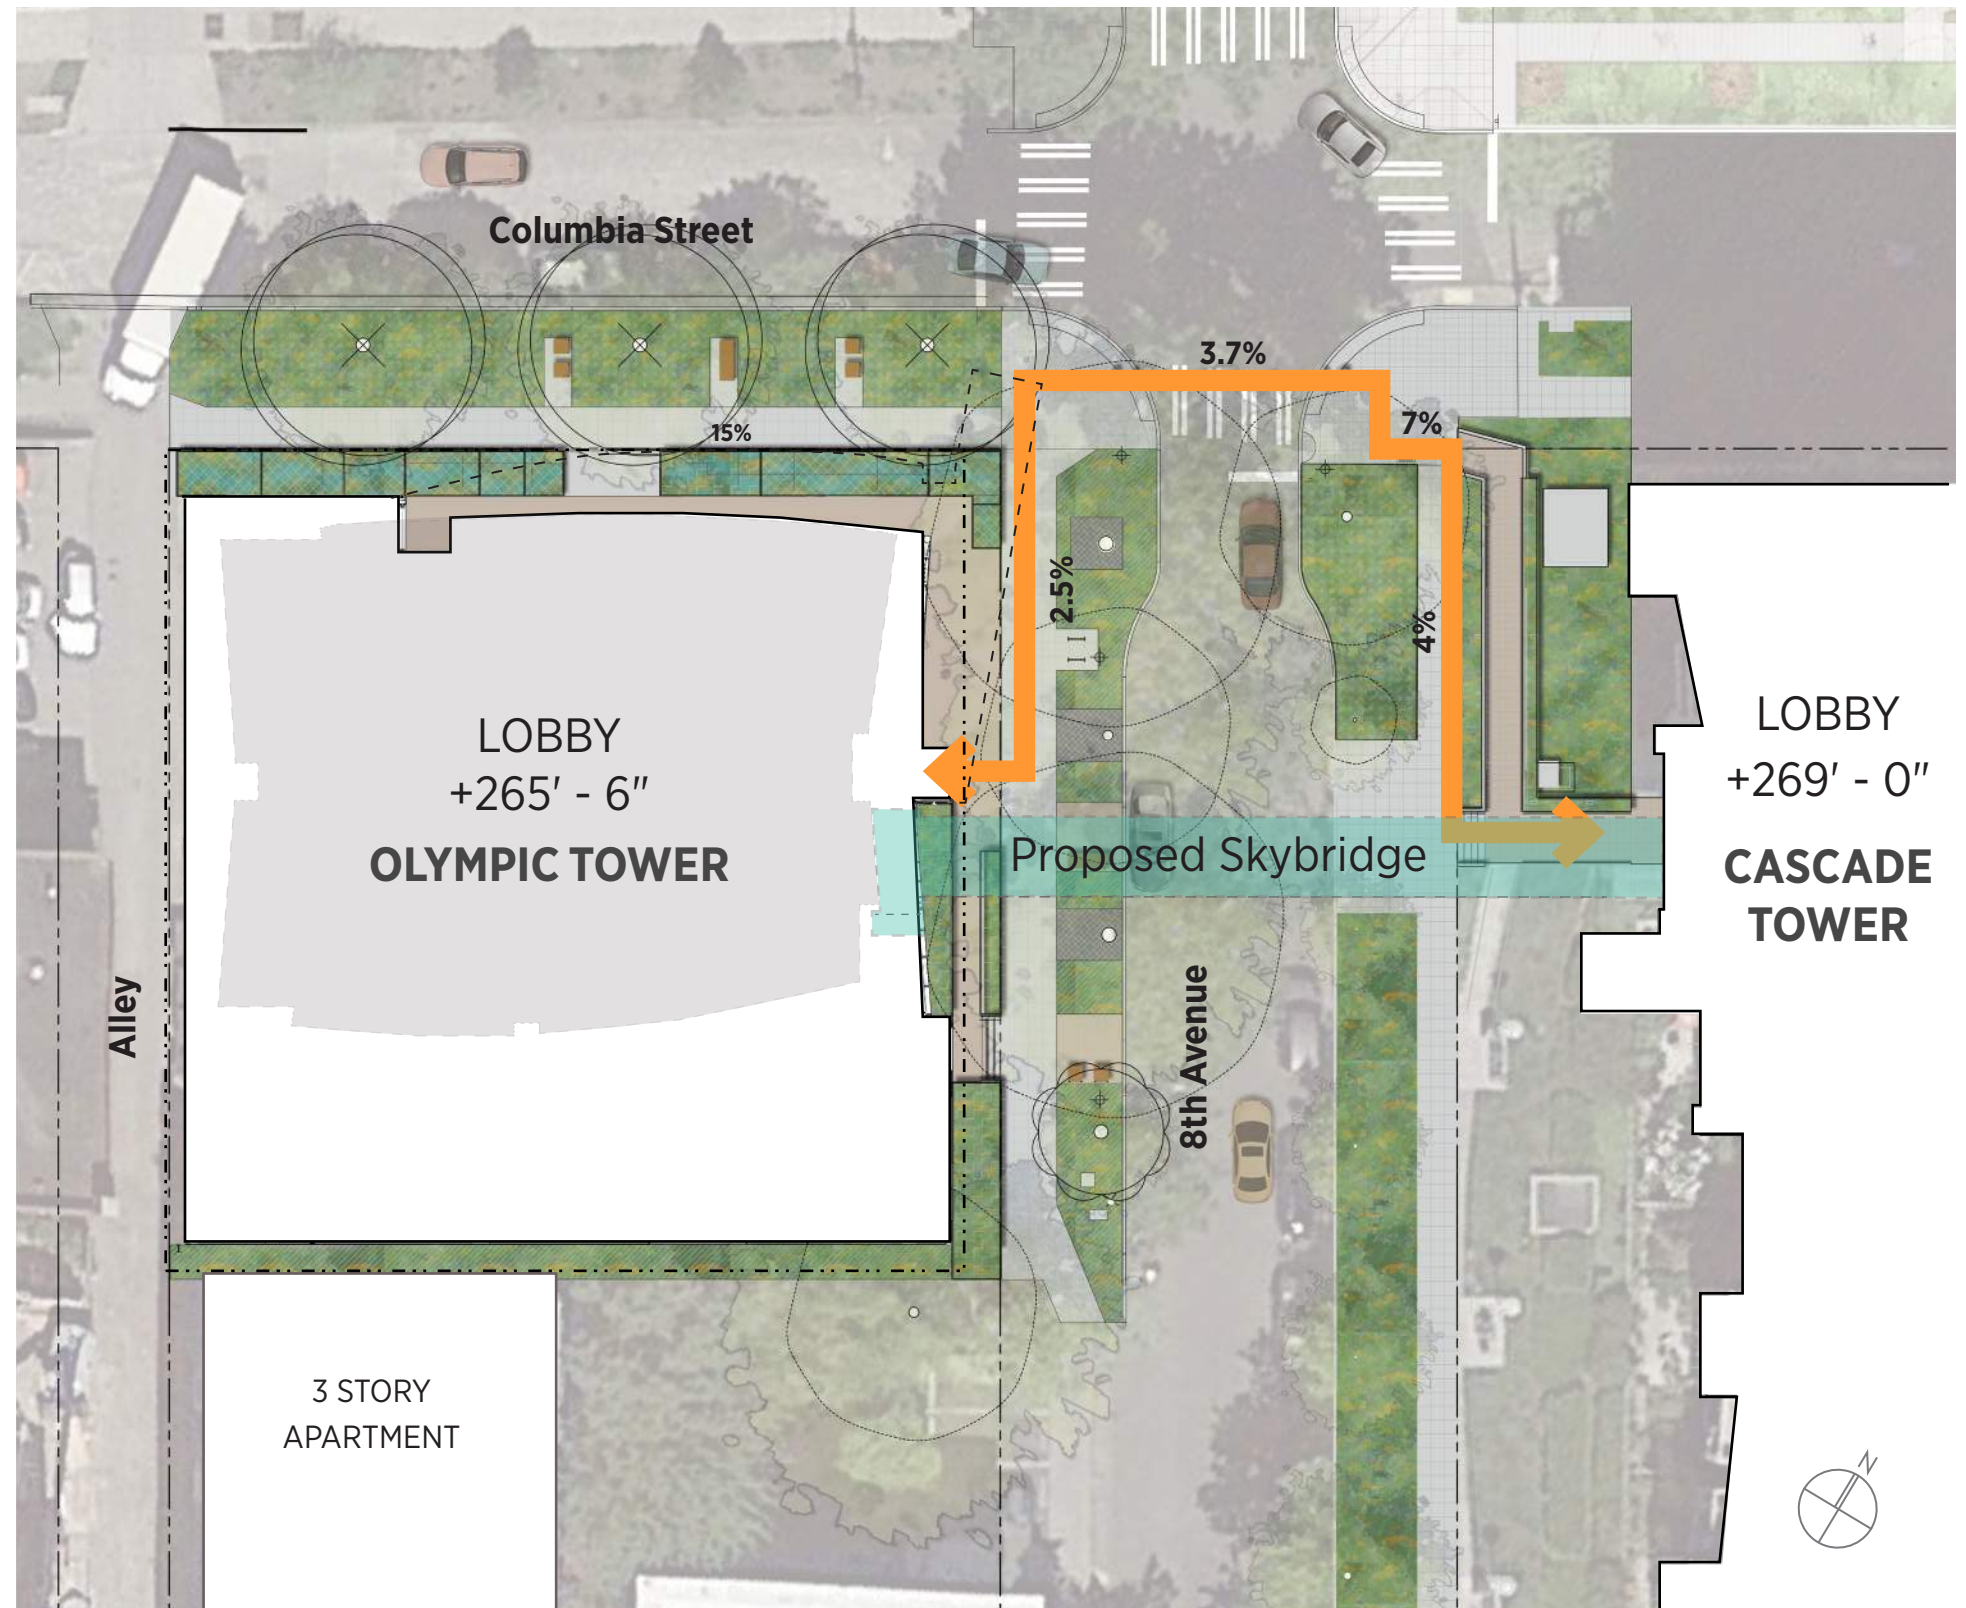 Columbia Street
3.7%
7%
15%
2.5%
4%
LOBBY
+265' - 6"
OLYMPIC TOWER
LOBBY
+269' - 0"
CASCADE
TOWER
Proposed Skybridge
Alley
8th Avenue
3 STORY
APARTMENT
N